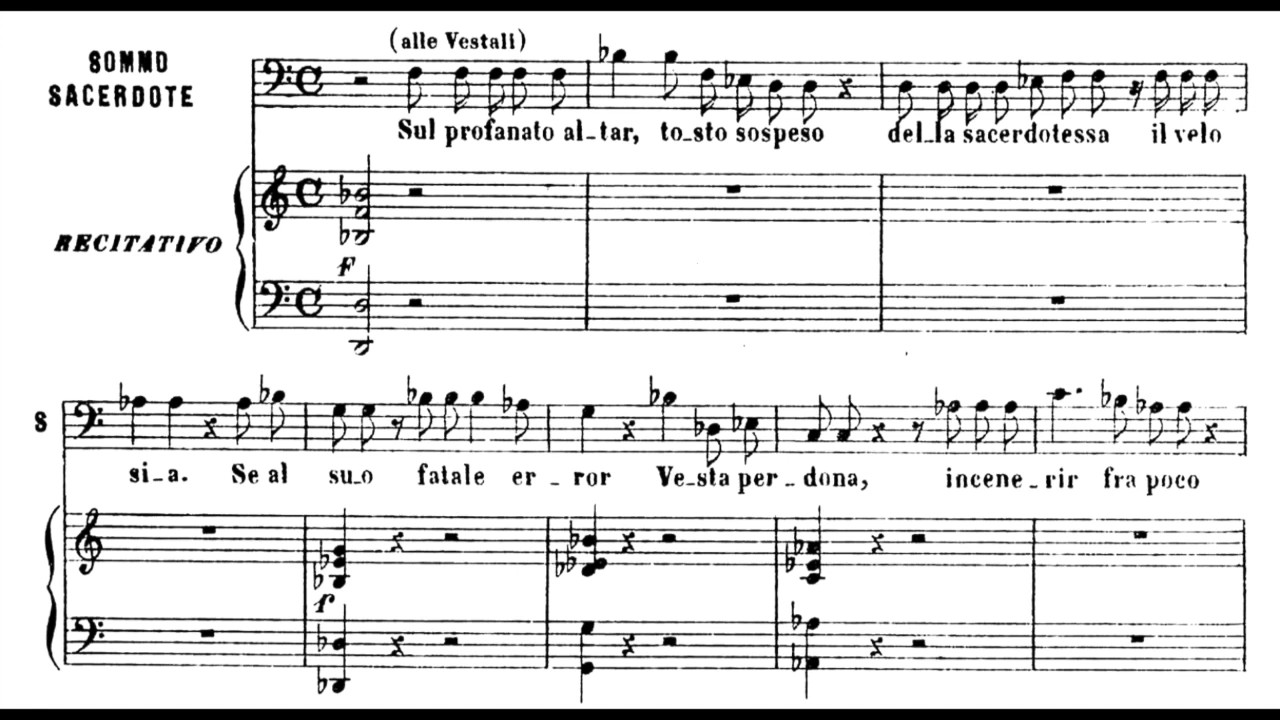 (alle Vestali)
SOMMO
SACERDOTE
Sul profanato al_tar, to_sto sospeso del_la sacerdotessa il velo
RECITATIVO
F
S
si_a. Se al su_o fatale er_ror Ve_sta per_dona, incene_rir fra poco
f